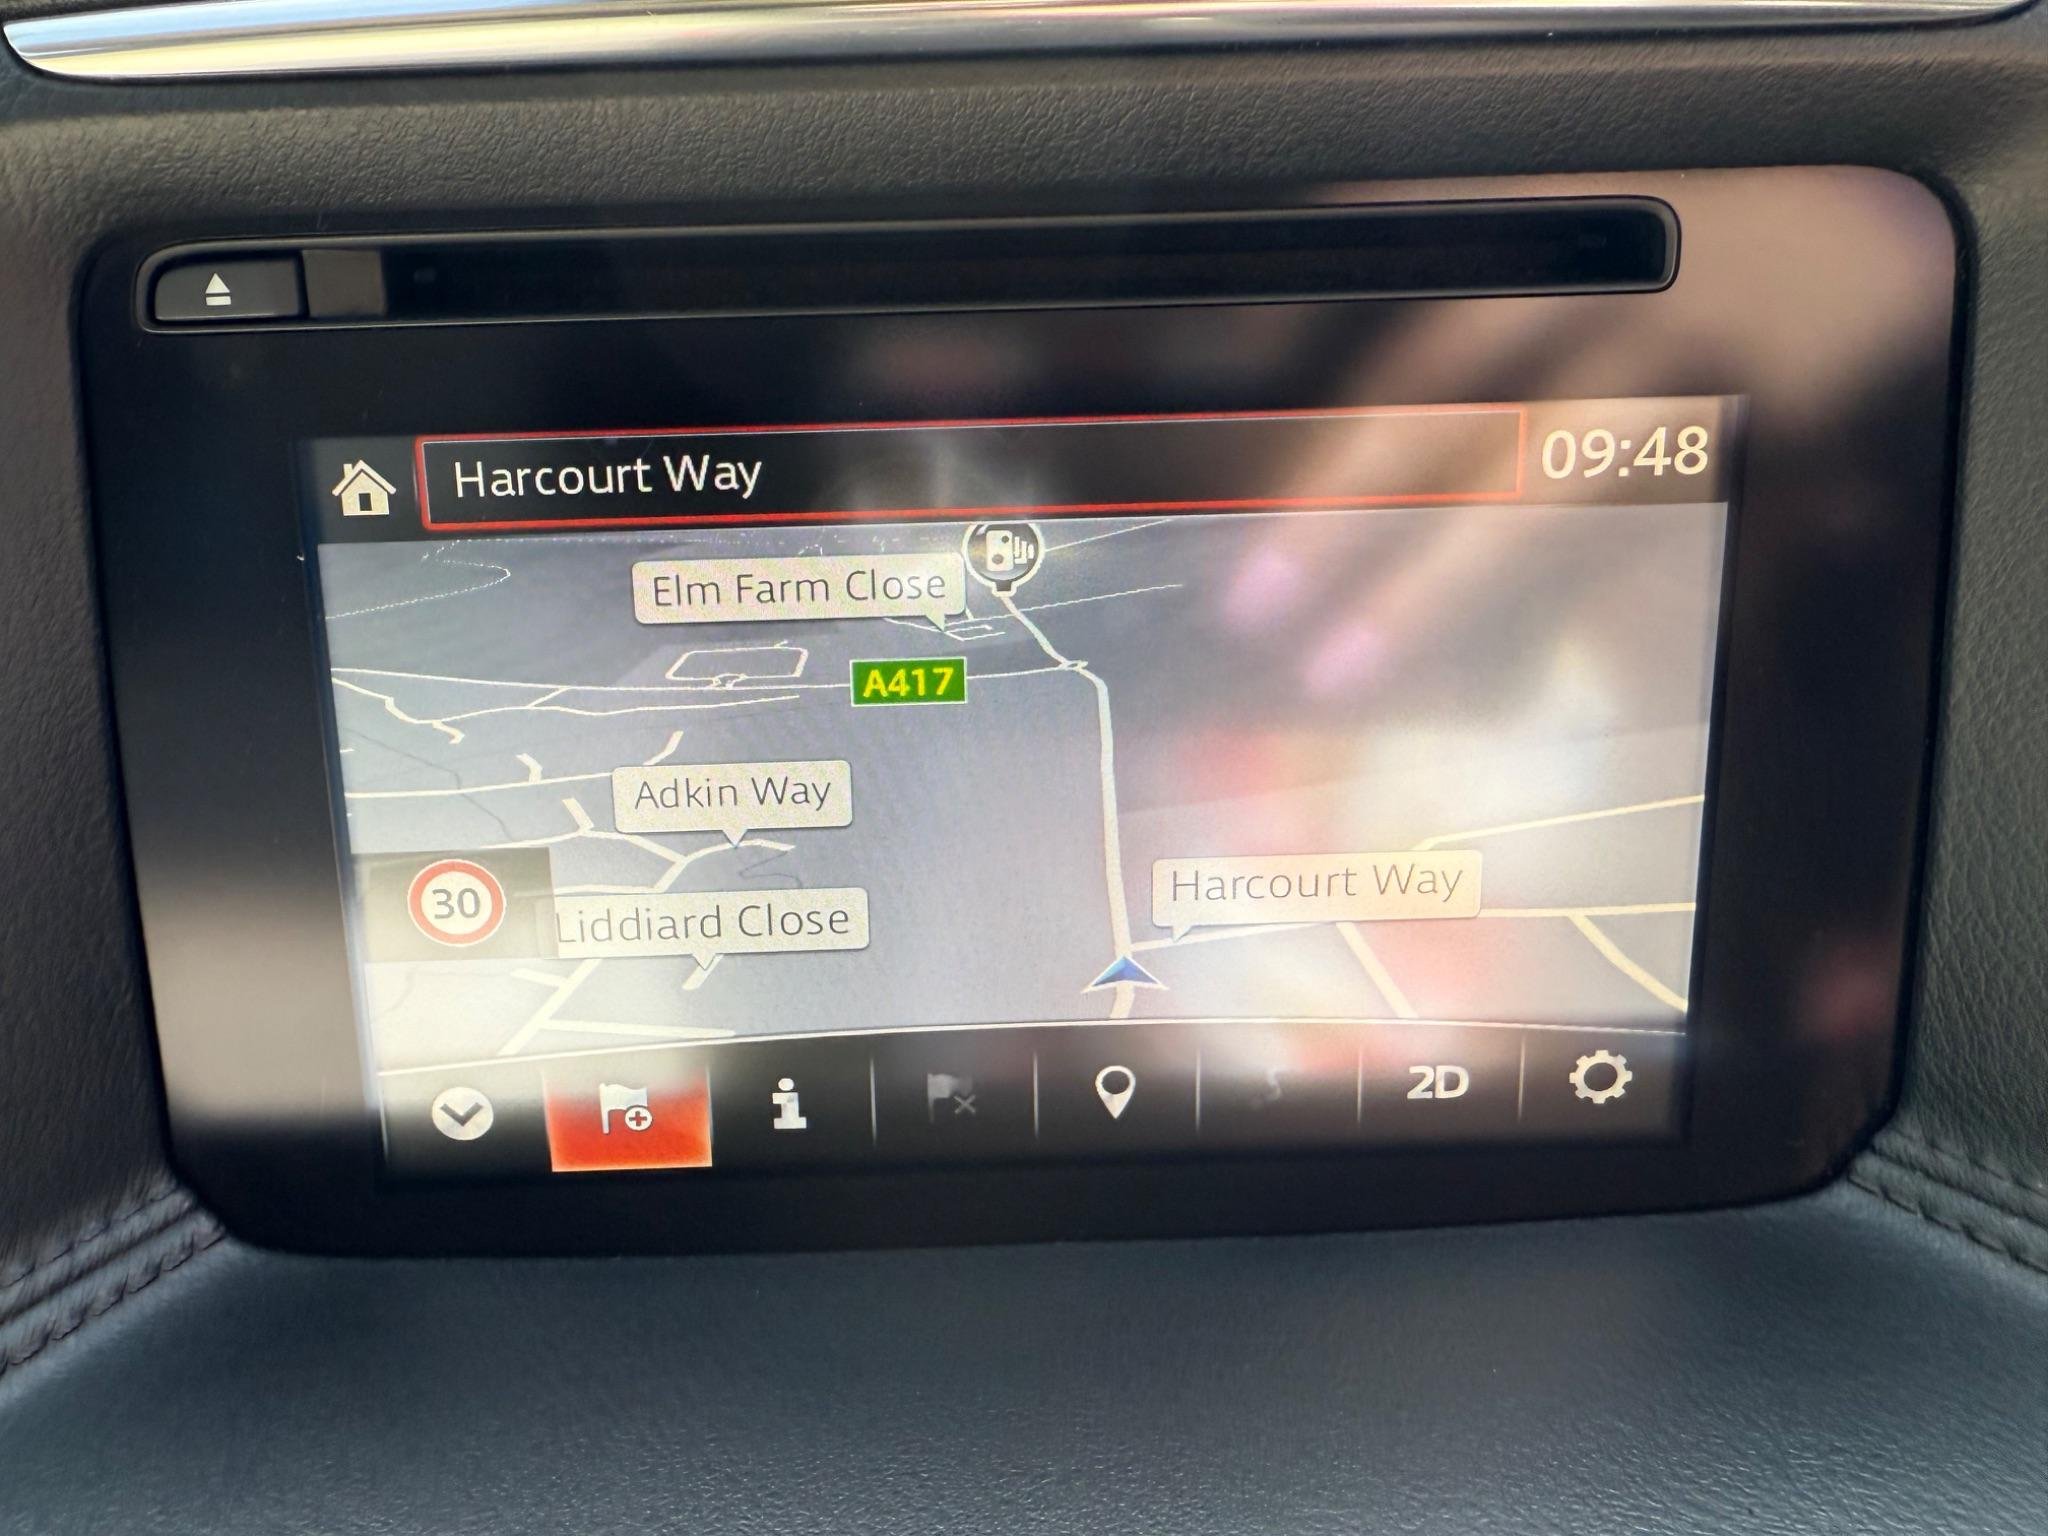 Harcourt Way
09:48
Elm Farm Close
A417
Adkin Way
Harcourt Way
30
Liddiard Close
2D